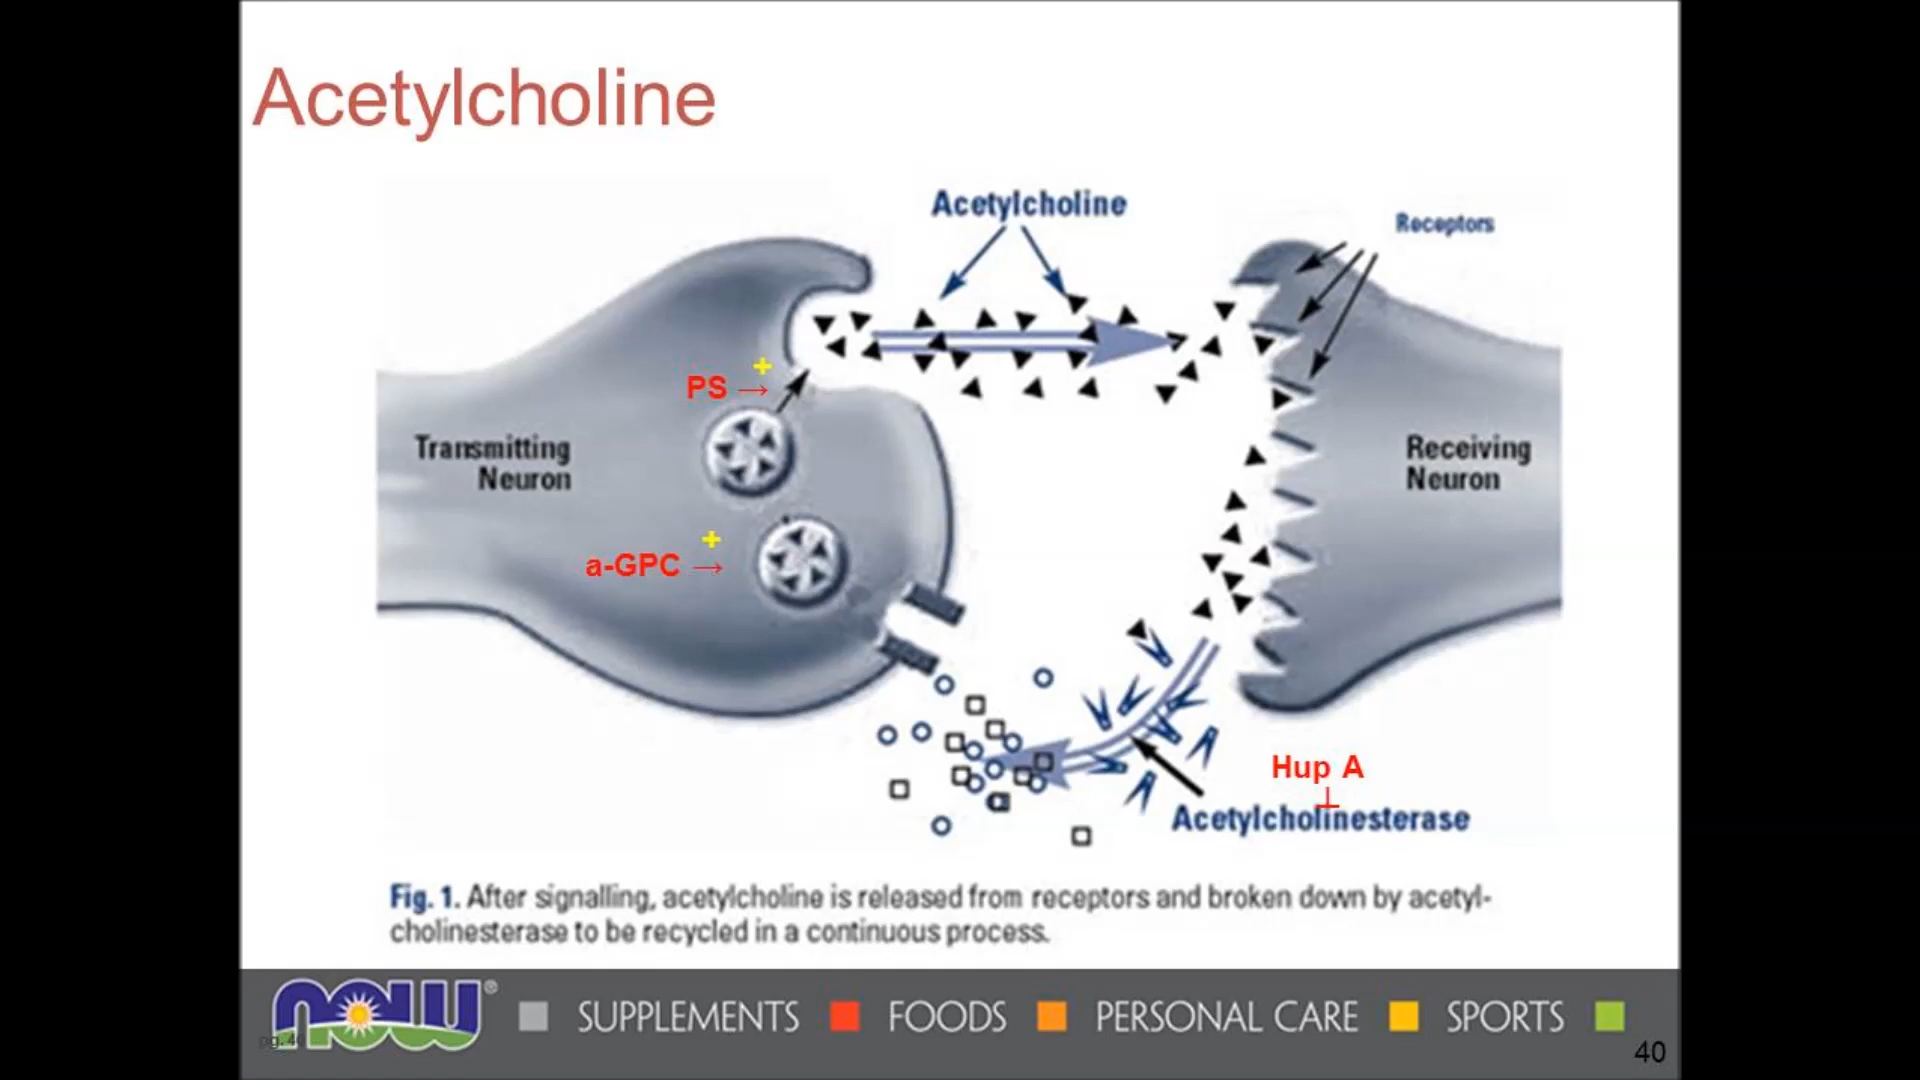 Acetylcholine
Acetylcholine
Receptors
+
PS →
Transmitting
Neuron
Receiving
Neuron
+
a-GPC →
Hup A
⊥
Acetylcholinesterase
Fig. 1. After signalling, acetylcholine is released from receptors and broken down by acetyl-
cholinesterase to be recycled in a continuous process.
NOW® SUPPLEMENTS FOODS PERSONAL CARE SPORTS
40